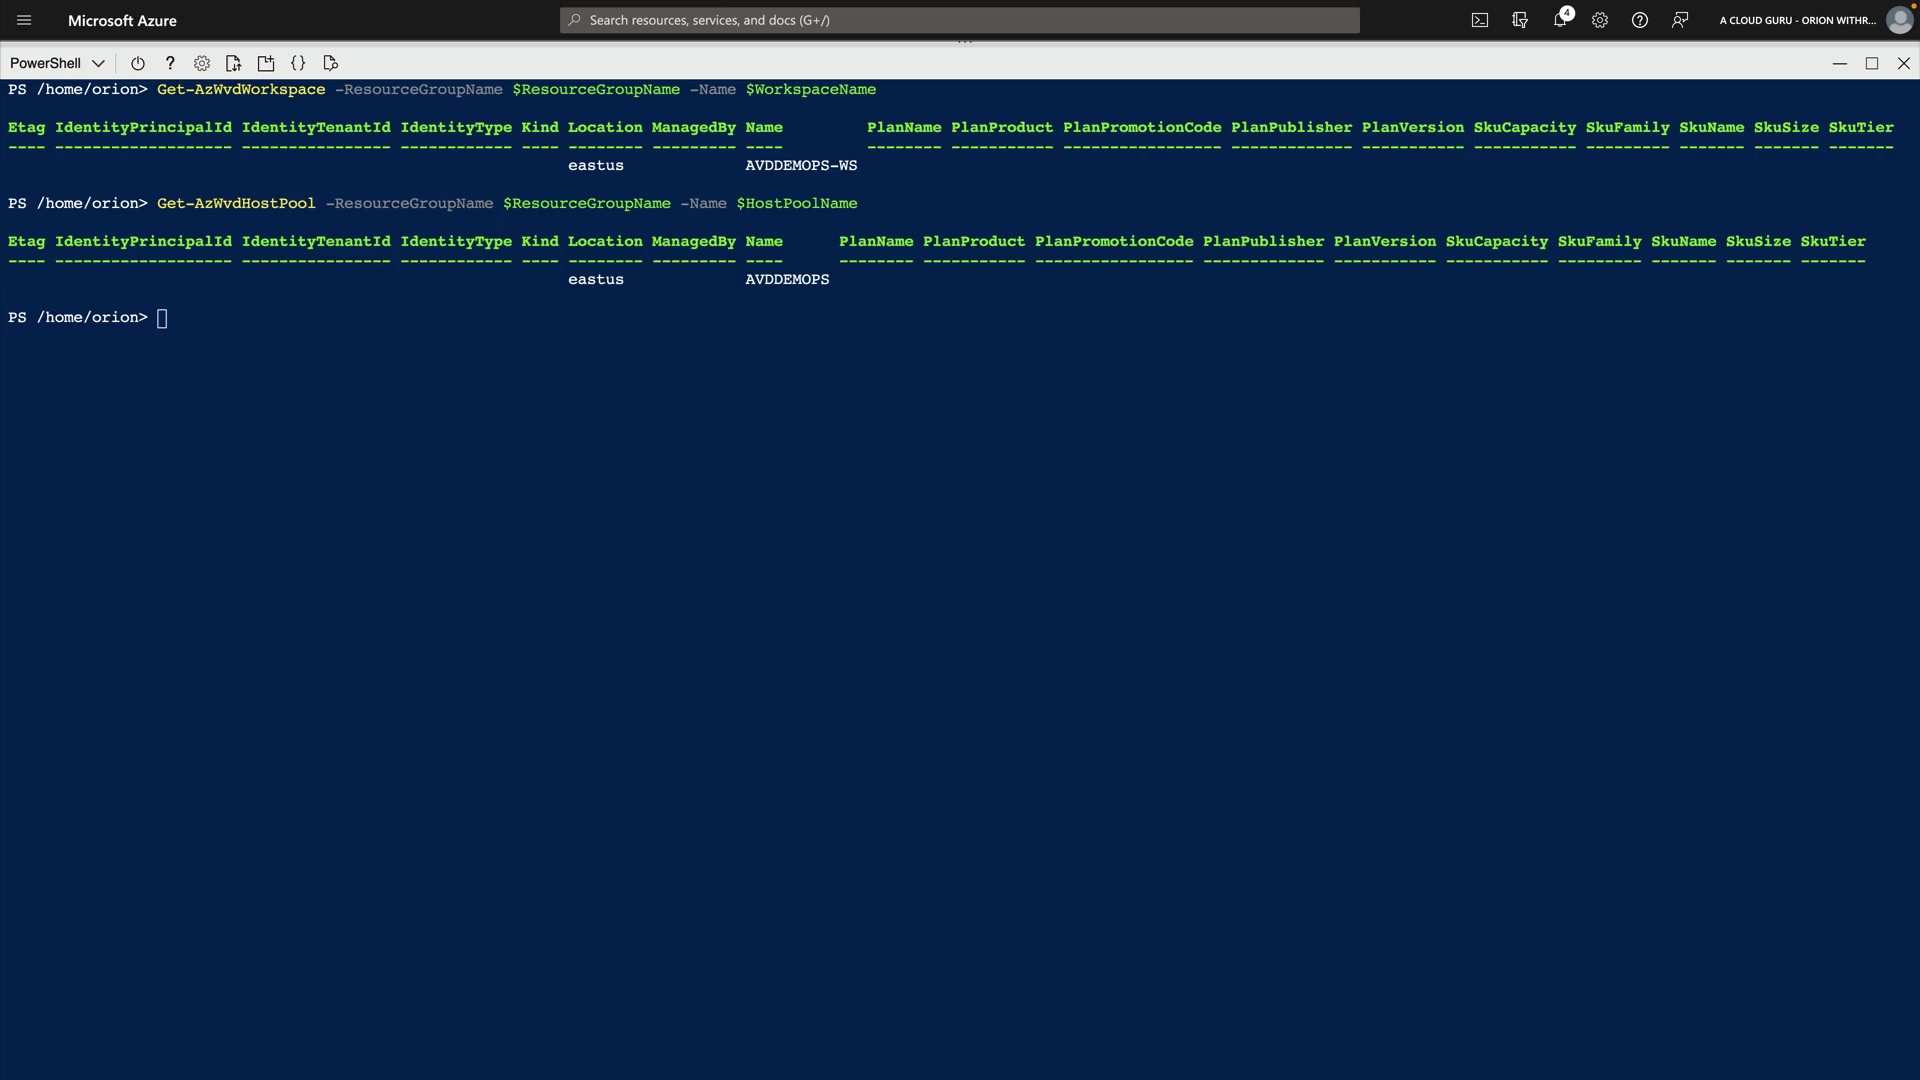 Microsoft Azure
Search resources, services, and docs (G+/)
4
A CLOUD GURU - ORION WITHR...
PowerShell
PS /home/orion> Get-AzWvdWorkspace -ResourceGroupName $ResourceGroupName -Name $WorkspaceName
Etag IdentityPrincipalId IdentityTenantId IdentityType Kind Location ManagedBy Name PlanName PlanProduct PlanPromotionCode PlanPublisher PlanVersion SkuCapacity SkuFamily SkuName SkuSize SkuTier
---- ------------------- ---------------- ------------ ---- -------- --------- ---- -------- ----------- ----------------- ------------- ----------- ----------- --------- ------- ------- -------
eastus AVDDEMOPS-WS
PS /home/orion> Get-AzWvdHostPool -ResourceGroupName $ResourceGroupName -Name $HostPoolName
Etag IdentityPrincipalId IdentityTenantId IdentityType Kind Location ManagedBy Name PlanName PlanProduct PlanPromotionCode PlanPublisher PlanVersion SkuCapacity SkuFamily SkuName SkuSize SkuTier
---- ------------------- ---------------- ------------ ---- -------- --------- ---- -------- ----------- ----------------- ------------- ----------- ----------- --------- ------- ------- -------
eastus AVDDEMOPS
PS /home/orion>